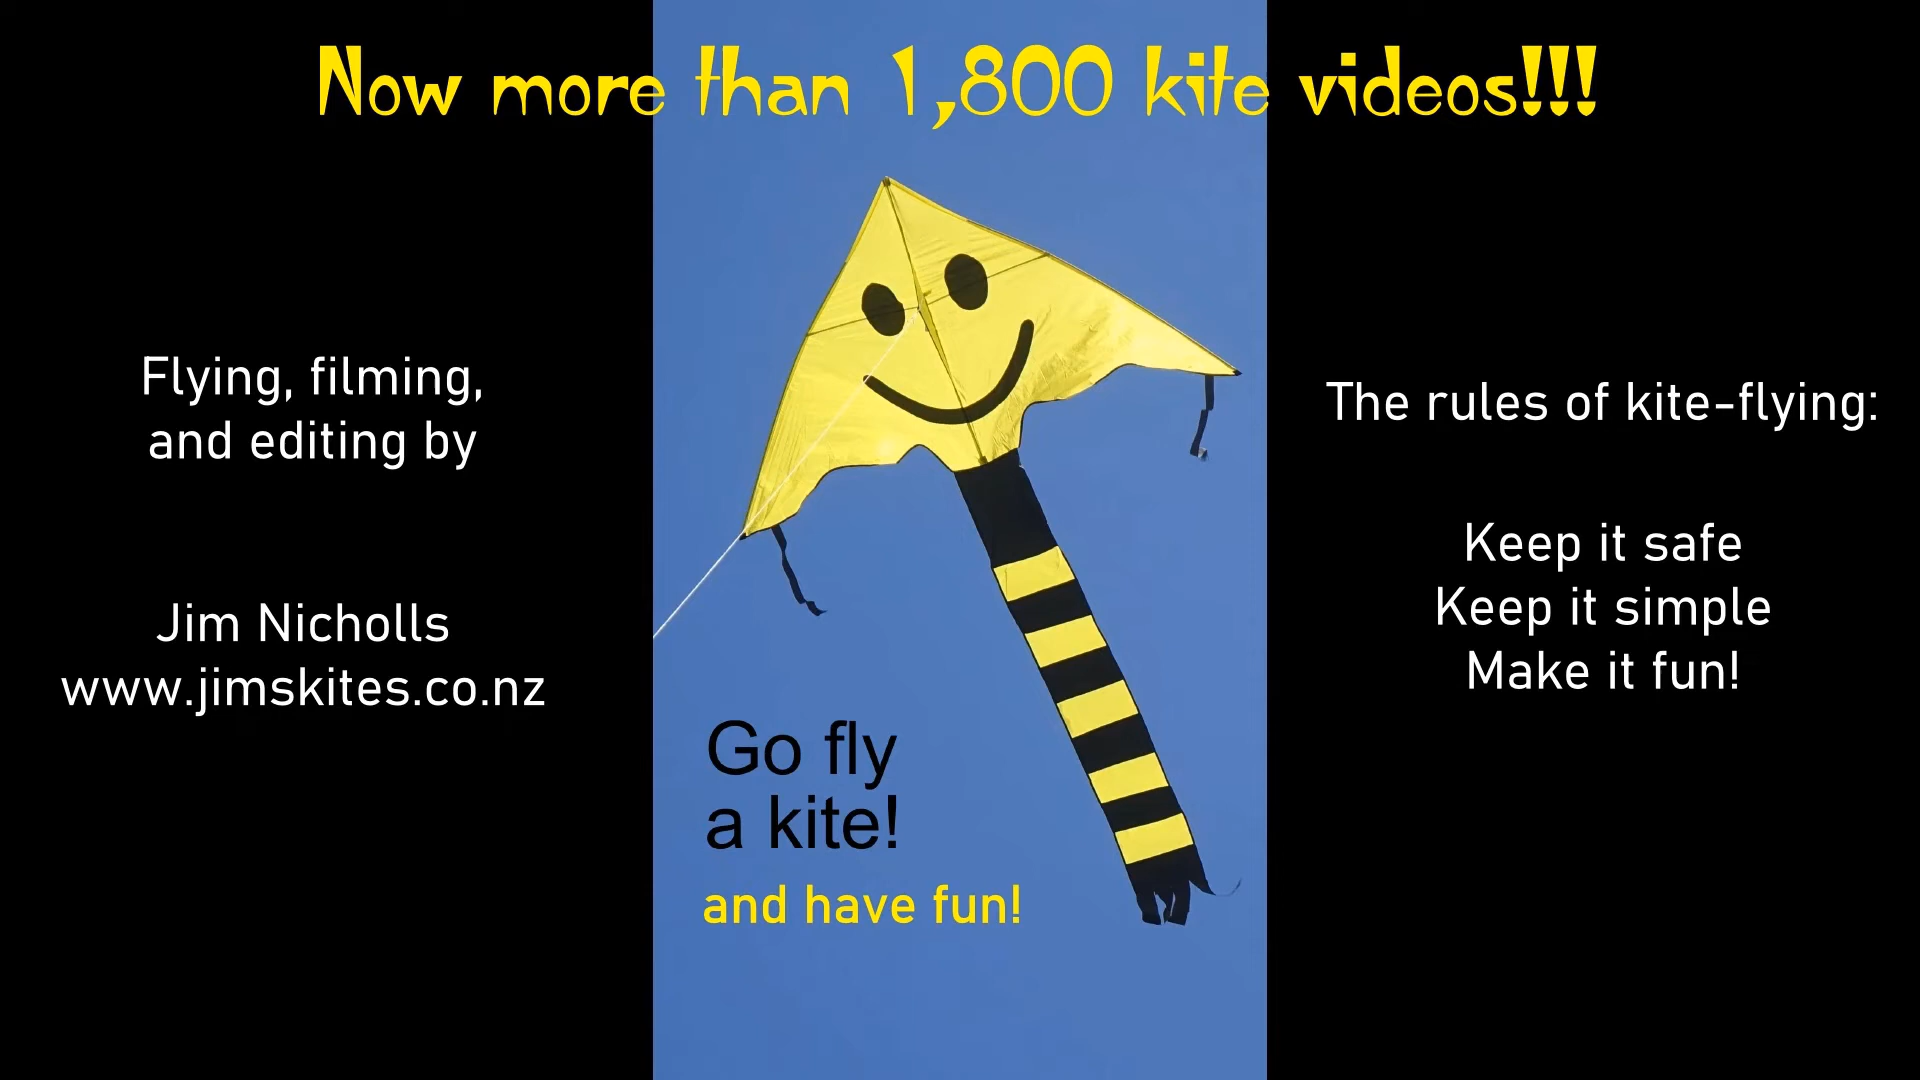 Now more than 1,800 kite videos!!!
Flying, filming,
and editing by
Jim Nicholls
www.jimskites.co.nz
Go fly
a kite!
and have fun!
The rules of kite-flying:
Keep it safe
Keep it simple
Make it fun!